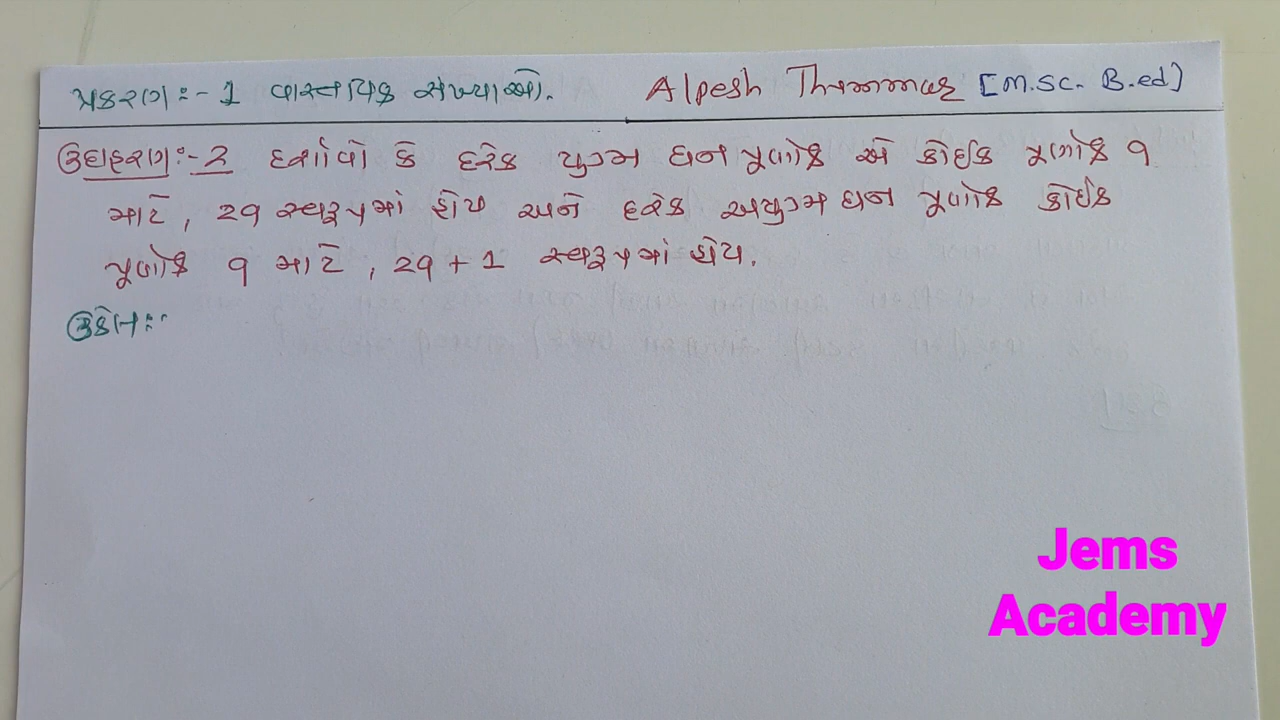 પ્રકરણ:- 1 વાસ્તવિક સંખ્યાઓ. Alpesh Thummar [M.SC. B.ed]
ઉદાહરણ:- 2 દર્શાવો કે દરેક યુગ્મ ધન પૂર્ણાંક એ કોઈક પૂર્ણાંક q
માટે, 2q સ્વરૂપમાં હોય અને દરેક અયુગ્મ ધન પૂર્ણાંક કોઈક
પૂર્ણાંક q માટે, 2q + 1 સ્વરૂપમાં હોય.
ઉકેલ:-
Jems
Academy